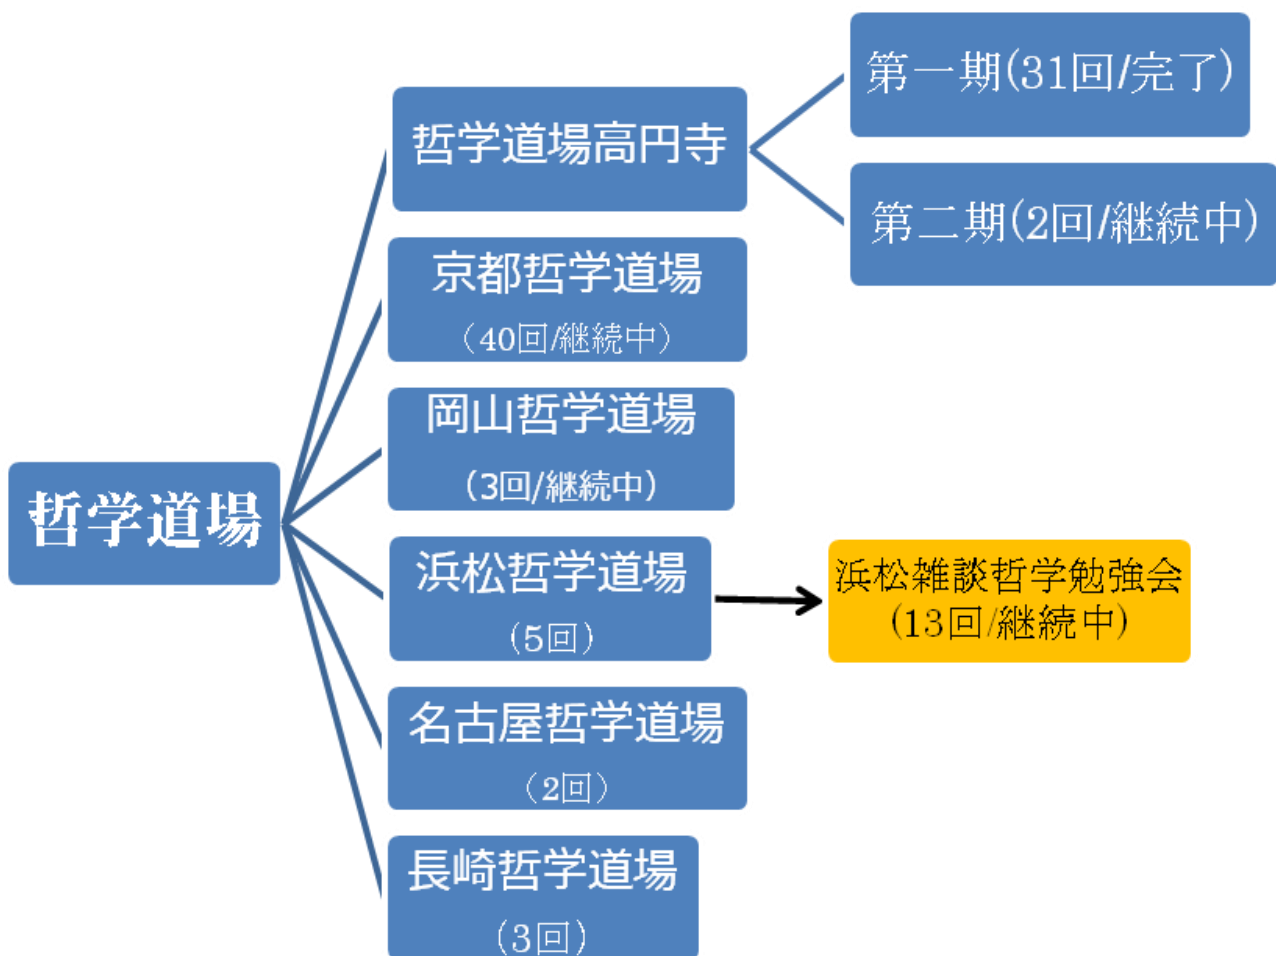 哲学道場
哲学道場高円寺
第一期(31回/完了)
第二期(2回/継続中)
京都哲学道場
(40回/継続中)
岡山哲学道場
(3回/継続中)
浜松哲学道場
(5回)
浜松雑談哲学勉強会
(13回/継続中)
名古屋哲学道場
(2回)
長崎哲学道場
(3回)